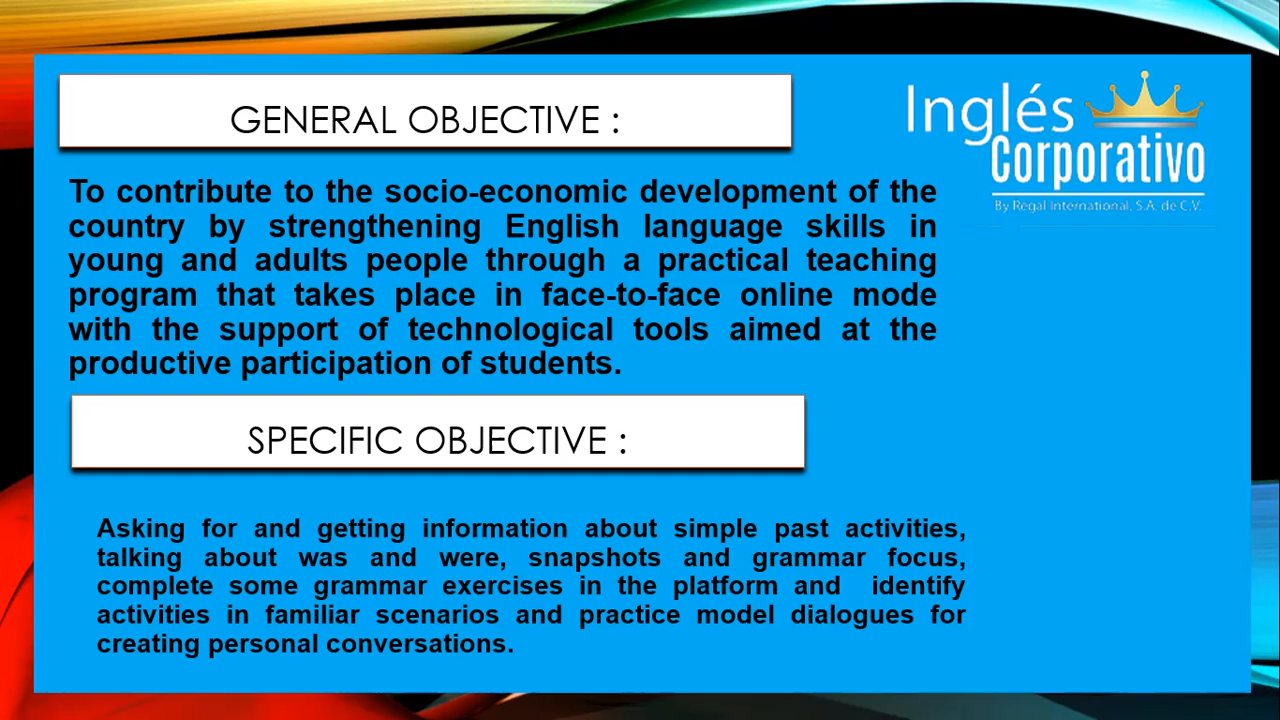 GENERAL OBJECTIVE :
Inglés
Corporativo
By Regal International, S.A. de C.V.
To contribute to the socio-economic development of the
country by strengthening English language skills in
young and adults people through a practical teaching
program that takes place in face-to-face online mode
with the support of technological tools aimed at the
productive participation of students.
SPECIFIC OBJECTIVE :
Asking for and getting information about simple past activities,
talking about was and were, snapshots and grammar focus,
complete some grammar exercises in the platform and identify
activities in familiar scenarios and practice model dialogues for
creating personal conversations.